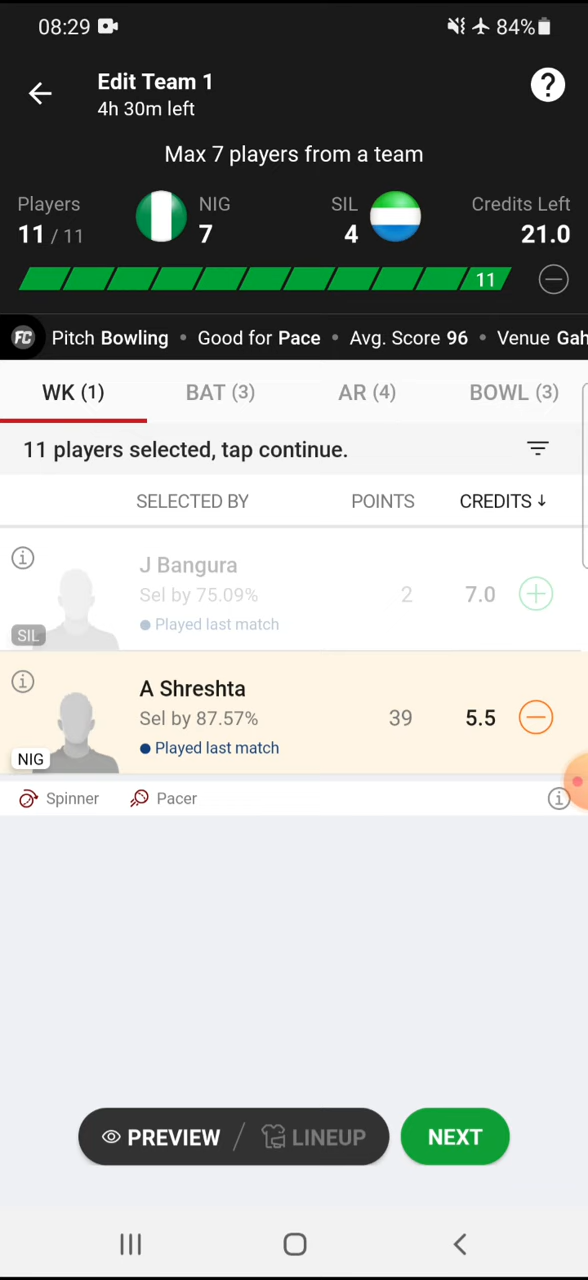 08:29
84%
Edit Team 1
4h 30m left
?
Max 7 players from a team
Players NIG SIL Credits Left
11 / 11 7 4 21.0
11
FC Pitch Bowling • Good for Pace • Avg. Score 96 • Venue Gah
WK (1) BAT (3) AR (4) BOWL (3)
11 players selected, tap continue.
SELECTED BY POINTS CREDITS ↓
J Bangura
Sel by 75.09% 2 7.0
Played last match
SIL
A Shreshta
Sel by 87.57% 39 5.5
Played last match
NIG
Spinner Pacer
PREVIEW / LINEUP NEXT